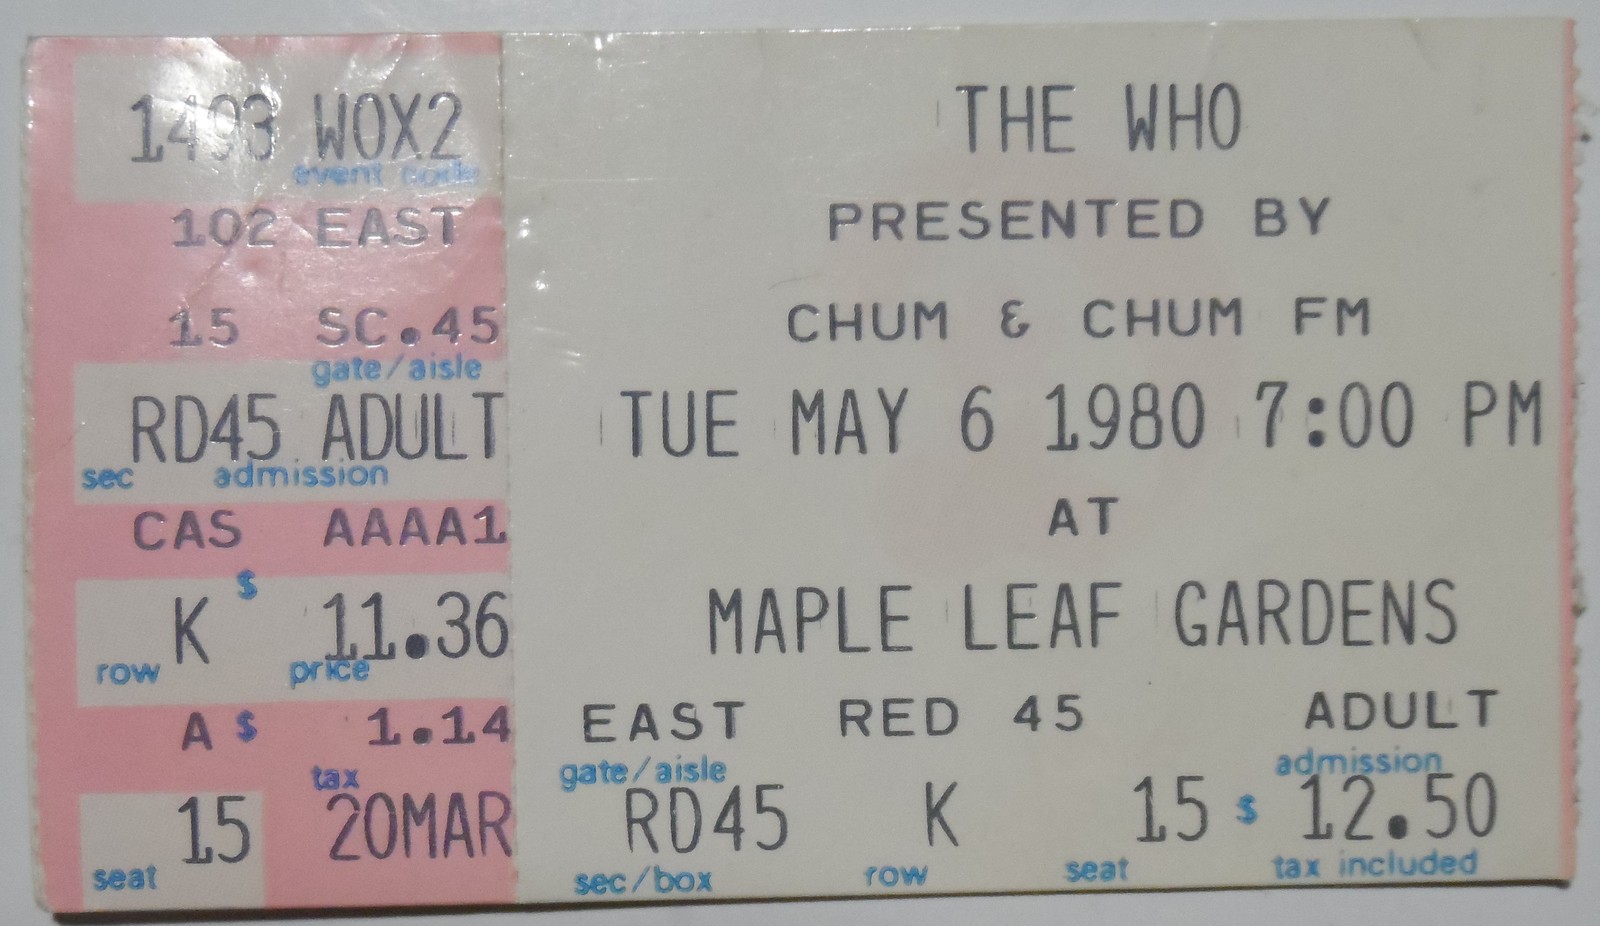 1493 WOX2
event code
102 EAST
15 SC.45
gate/aisle
RD45 ADULT
sec admission
CAS AAAA1
$
K 11.36
row price
A $ 1.14
tax
15 20MAR
seat
THE WHO
PRESENTED BY
CHUM & CHUM FM
TUE MAY 6 1980 7:00 PM
AT
MAPLE LEAF GARDENS
EAST RED 45 ADULT
gate/aisle admission
RD45 K 15 $ 12.50
sec/box row seat tax included